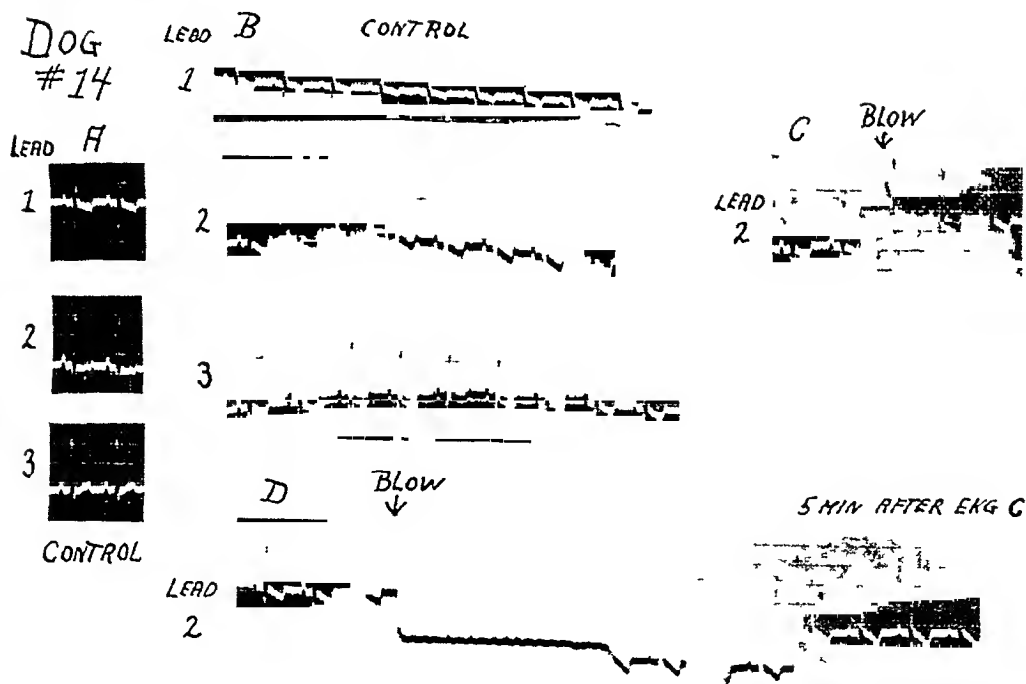 DOG
#14
LEAD A
1
2
3
CONTROL
LEAD B CONTROL
1
2
3
C BLOW
LEAD
2
D BLOW
5 MIN AFTER EKG C
LEAD
2